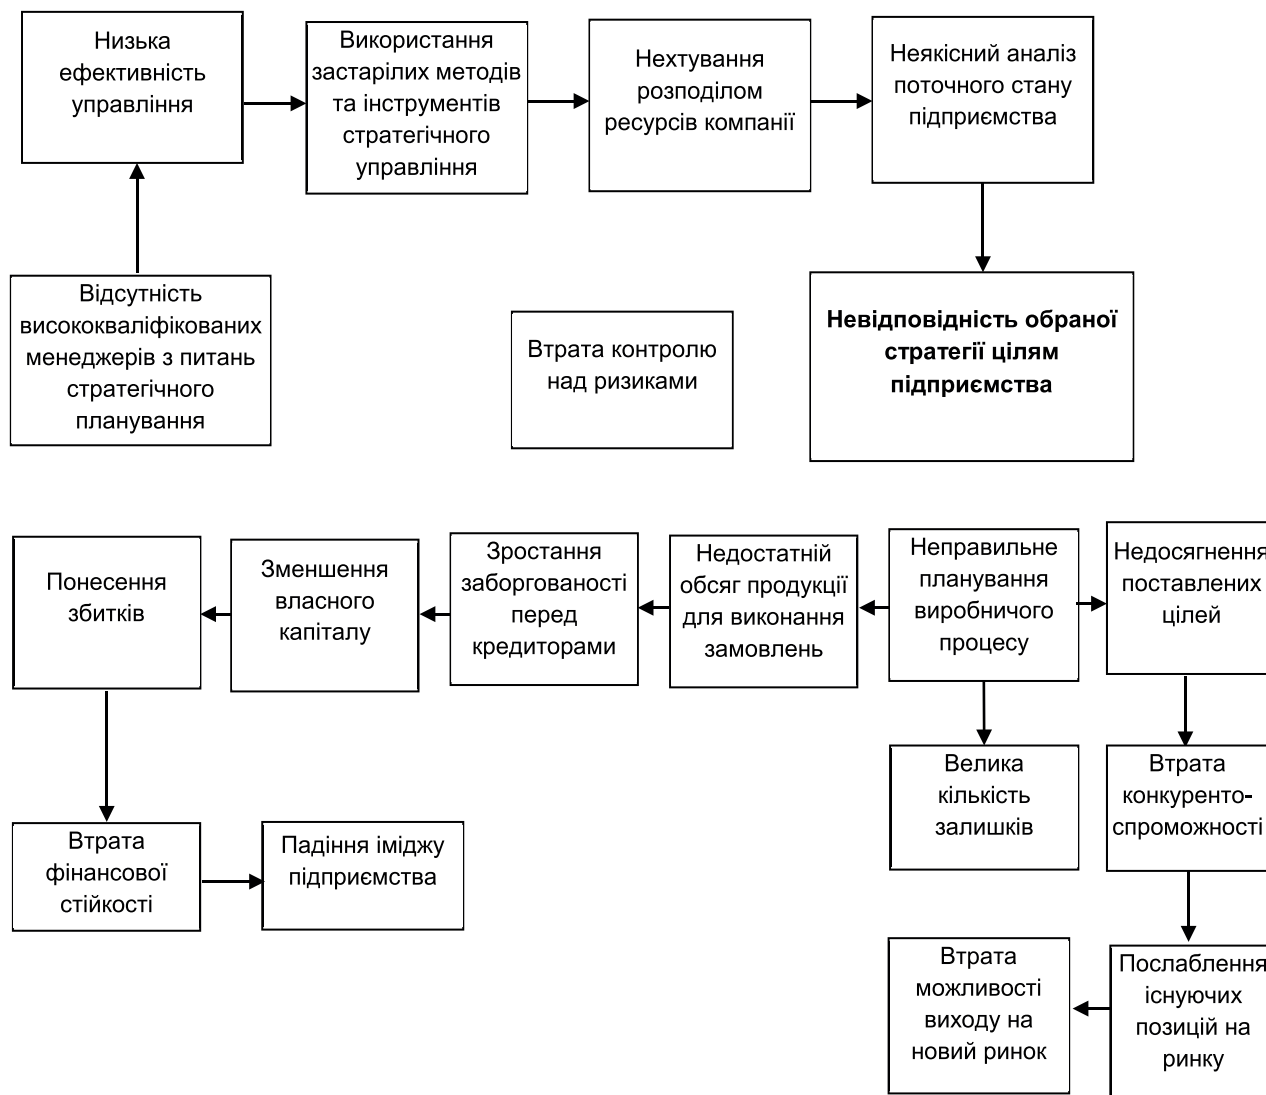 Низька
ефективність
управління
Використання
застарілих методів
та інструментів
стратегічного
управління
Нехтування
розподілом
ресурсів компанії
Неякісний аналіз
поточного стану
підприємства
Відсутність
висококваліфікованих
менеджерів з питань
стратегічного
планування
Втрата контролю
над ризиками
Невідповідність обраної
стратегії цілям
підприємства
Понесення
збитків
Зменшення
власного
капіталу
Зростання
заборгованості
перед
кредиторами
Недостатній
обсяг продукції
для виконання
замовлень
Неправильне
планування
виробничого
процесу
Недосягнення
поставлених
цілей
Втрата
фінансової
стійкості
Падіння іміджу
підприємства
Велика
кількість
залишків
Втрата
конкуренто-
спроможності
Втрата
можливості
виходу на
новий ринок
Послаблення
існуючих
позицій на
ринку